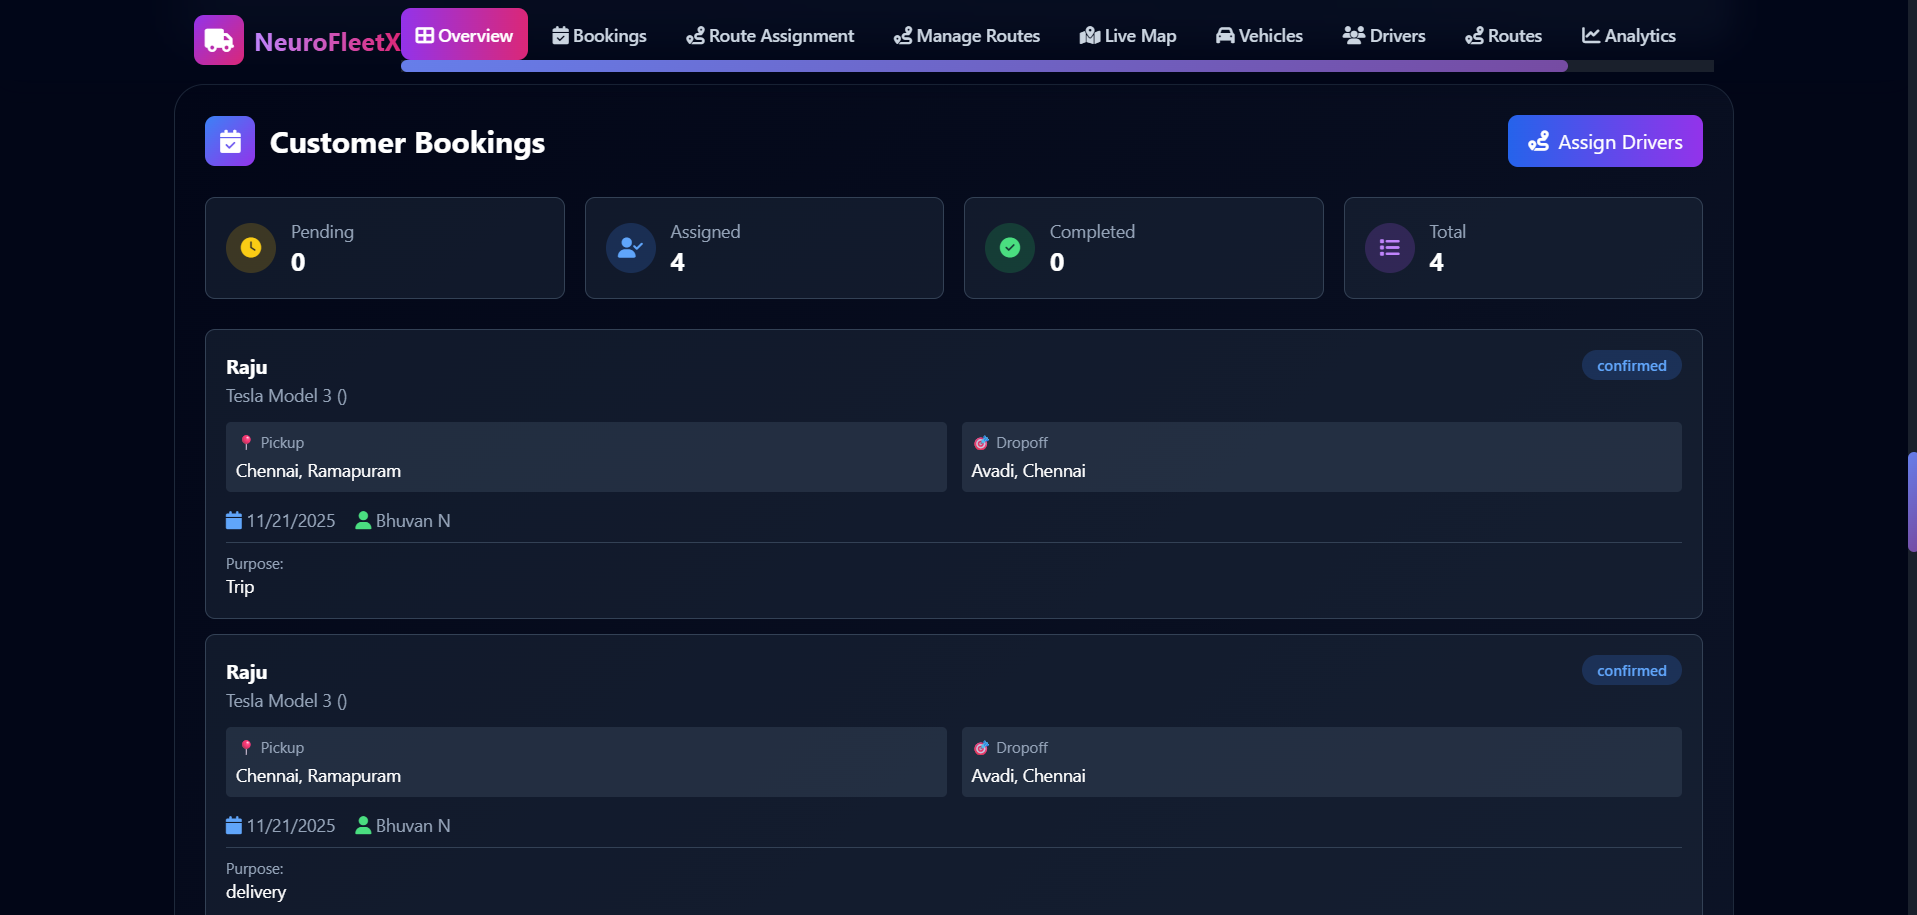 NeuroFleetX
Overview
Bookings
Route Assignment
Manage Routes
Live Map
Vehicles
Drivers
Routes
Analytics
Customer Bookings
Assign Drivers
Pending
0
Assigned
4
Completed
0
Total
4
Raju
confirmed
Tesla Model 3 ()
Pickup
Chennai, Ramapuram
Dropoff
Avadi, Chennai
11/21/2025
Bhuvan N
Purpose:
Trip
Raju
confirmed
Tesla Model 3 ()
Pickup
Chennai, Ramapuram
Dropoff
Avadi, Chennai
11/21/2025
Bhuvan N
Purpose:
delivery